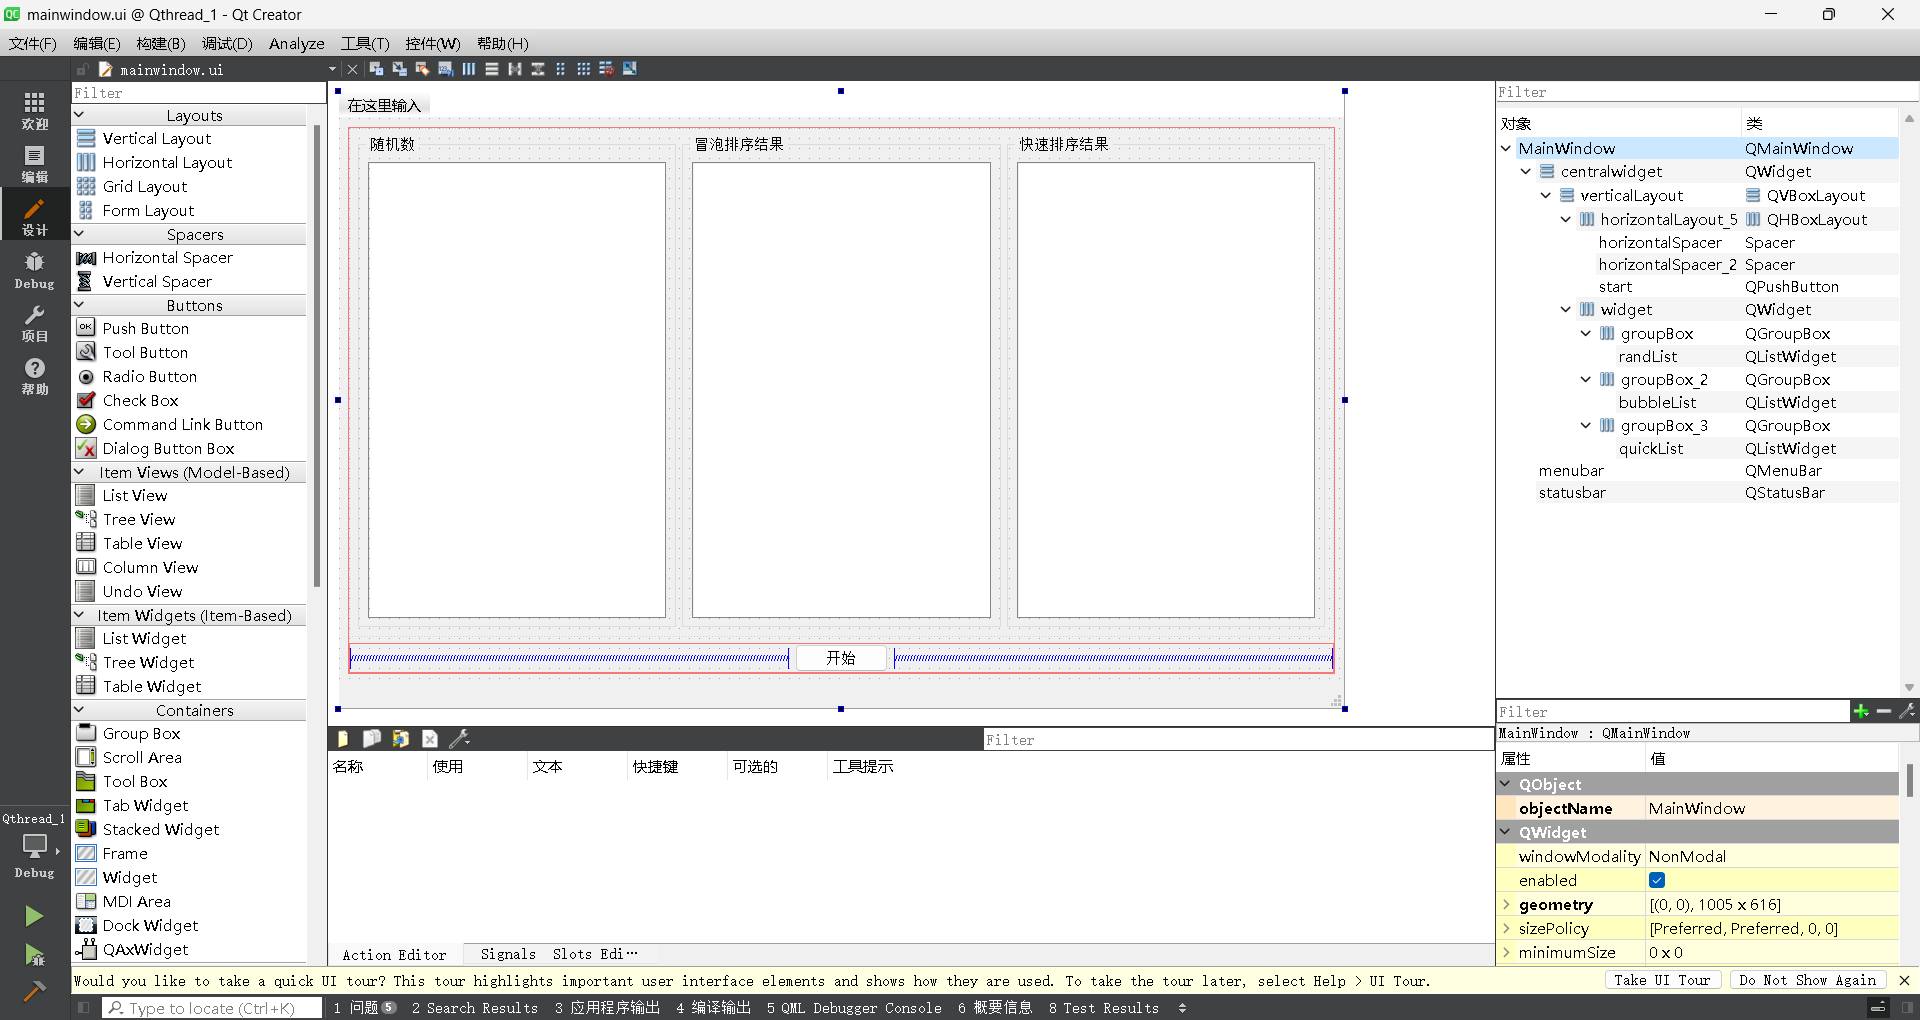 mainwindow.ui @ Qthread_1 - Qt Creator
文件(F) 编辑(E) 构建(B) 调试(D) Analyze 工具(T) 控件(W) 帮助(H)
mainwindow.ui
欢迎
编辑
设计
Debug
项目
帮助
Qthread_1
Debug
Filter
Layouts
Vertical Layout
Horizontal Layout
Grid Layout
Form Layout
Spacers
Horizontal Spacer
Vertical Spacer
Buttons
OK Push Button
Tool Button
Radio Button
Check Box
Command Link Button
Dialog Button Box
Item Views (Model-Based)
List View
Tree View
Table View
Column View
Undo View
Item Widgets (Item-Based)
List Widget
Tree Widget
Table Widget
Containers
Group Box
Scroll Area
Tool Box
Tab Widget
Stacked Widget
Frame
Widget
MDI Area
Dock Widget
QAxWidget
在这里输入
随机数 冒泡排序结果 快速排序结果
开始
Filter
名称 使用 文本 快捷键 可选的 工具提示
Action Editor Signals Slots Edi…
Filter
对象 类
MainWindow QMainWindow
centralwidget QWidget
verticalLayout QVBoxLayout
horizontalLayout_5 QHBoxLayout
horizontalSpacer Spacer
horizontalSpacer_2 Spacer
start QPushButton
widget QWidget
groupBox QGroupBox
randList QListWidget
groupBox_2 QGroupBox
bubbleList QListWidget
groupBox_3 QGroupBox
quickList QListWidget
menubar QMenuBar
statusbar QStatusBar
Filter
MainWindow : QMainWindow
属性 值
QObject
objectName MainWindow
QWidget
windowModality NonModal
enabled
geometry [(0, 0), 1005 x 616]
sizePolicy [Preferred, Preferred, 0, 0]
minimumSize 0 x 0
Would you like to take a quick UI tour? This tour highlights important user interface elements and shows how they are used. To take the tour later, select Help > UI Tour. Take UI Tour Do Not Show Again
Type to locate (Ctrl+K) 1 问题 5 2 Search Results 3 应用程序输出 4 编译输出 5 QML Debugger Console 6 概要信息 8 Test Results